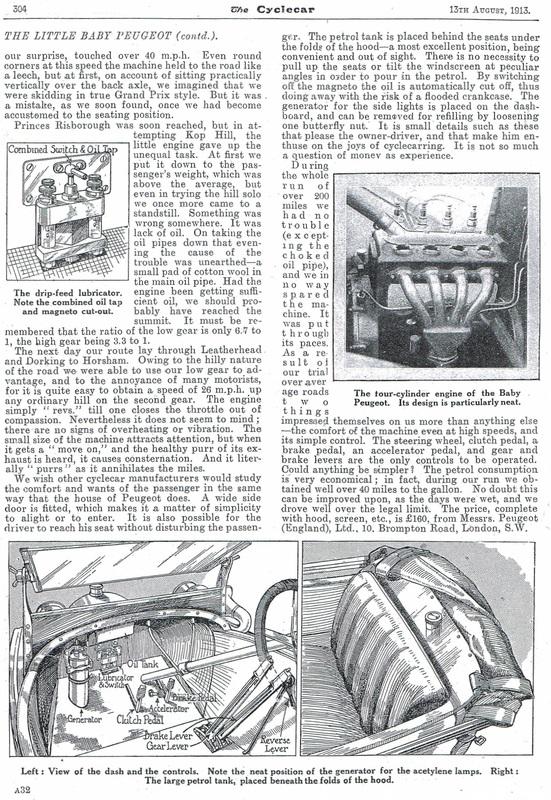 304
The Cyclecar
13TH AUGUST, 1913.
THE LITTLE BABY PEUGEOT (contd.).
our surprise, touched over 40 m.p.h. Even round
corners at this speed the machine held to the road like
a leech, but at first, on account of sitting practically
vertically over the back axle, we imagined that we
were skidding in true Grand Prix style. But it was
a mistake, as we soon found, once we had become
accustomed to the seating position.
Princes Risborough was soon reached, but in at-
tempting Kop Hill, the
little engine gave up the
unequal task. At first we
put it down to the pas-
senger's weight, which was
above the average, but
even in trying the hill solo
we once more came to a
standstill. Something was
wrong somewhere. It was
lack of oil. On taking the
oil pipes down that even-
ing the cause of the
trouble was unearthed—a
small pad of cotton wool in
the main oil pipe. Had the
engine been getting suffi-
cient oil, we should pro-
bably have reached the
summit. It must be re-
membered that the ratio of the low gear is only 6.7 to
1, the high gear being 3.3 to 1.
The next day our route lay through Leatherhead
and Dorking to Horsham. Owing to the hilly nature
of the road we were able to use our low gear to ad-
vantage, and to the annoyance of many motorists,
for it is quite easy to obtain a speed of 26 m.p.h. up
any ordinary hill on the second gear. The engine
simply "revs." till one closes the throttle out of
compassion. Nevertheless it does not seem to mind;
there are no signs of overheating or vibration. The
small size of the machine attracts attention, but when
it gets a "move on," and the healthy purr of its ex-
haust is heard, it causes consternation. And it liter-
ally "purrs" as it annihilates the miles.
We wish other cyclecar manufacturers would study
the comfort and wants of the passenger in the same
way that the house of Peugeot does. A wide side
door is fitted, which makes it a matter of simplicity
to alight or to enter. It is also possible for the
driver to reach his seat without disturbing the passen-
Combined Switch & Oil Tap
The drip-feed lubricator.
Note the combined oil tap
and magneto cut-out.
ger. The petrol tank is placed behind the seats under
the folds of the hood—a most excellent position, being
convenient and out of sight. There is no necessity to
pull up the seats or tilt the windscreen at peculiar
angles in order to pour in the petrol. By switching
off the magneto the oil is automatically cut off, thus
doing away with the risk of a flooded crankcase. The
generator for the side lights is placed on the dash-
board, and can be removed for refilling by loosening
one butterfly nut. It is small details such as these
that please the owner-driver, and that make him en-
thuse on the joys of cyclecarring. It is not so much
a question of money as experience.
During
the whole
run of
over 200
miles we
had no
trouble
(except-
ing the
choked
oil pipe),
and we in
no way
spared
the ma-
chine. It
was put
through
its paces.
As a re-
sult of
our trial
over aver
age roads
two
things
impressed themselves on us more than anything else
—the comfort of the machine even at high speeds, and
its simple control. The steering wheel, clutch pedal, a
brake pedal, an accelerator pedal, and gear and
brake levers are the only controls to be operated.
Could anything be simpler? The petrol consumption
is very economical; in fact, during our run we ob-
tained well over 40 miles to the gallon. No doubt this
can be improved upon, as the days were wet, and we
drove well over the legal limit. The price, complete
with hood, screen, etc., is £160, from Messrs. Peugeot
(England), Ltd., 10, Brompton Road, London, S.W.
The four-cylinder engine of the Baby
Peugeot. Its design is particularly neat.
Oil Tank
Lubricator
& Switch
Brake Pedal
Accelerator
Generator
Clutch Pedal
Brake Lever
Gear Lever
Reverse
Lever
Left: View of the dash and the controls. Note the neat position of the generator for the acetylene lamps. Right:
The large petrol tank, placed beneath the folds of the hood.
A32